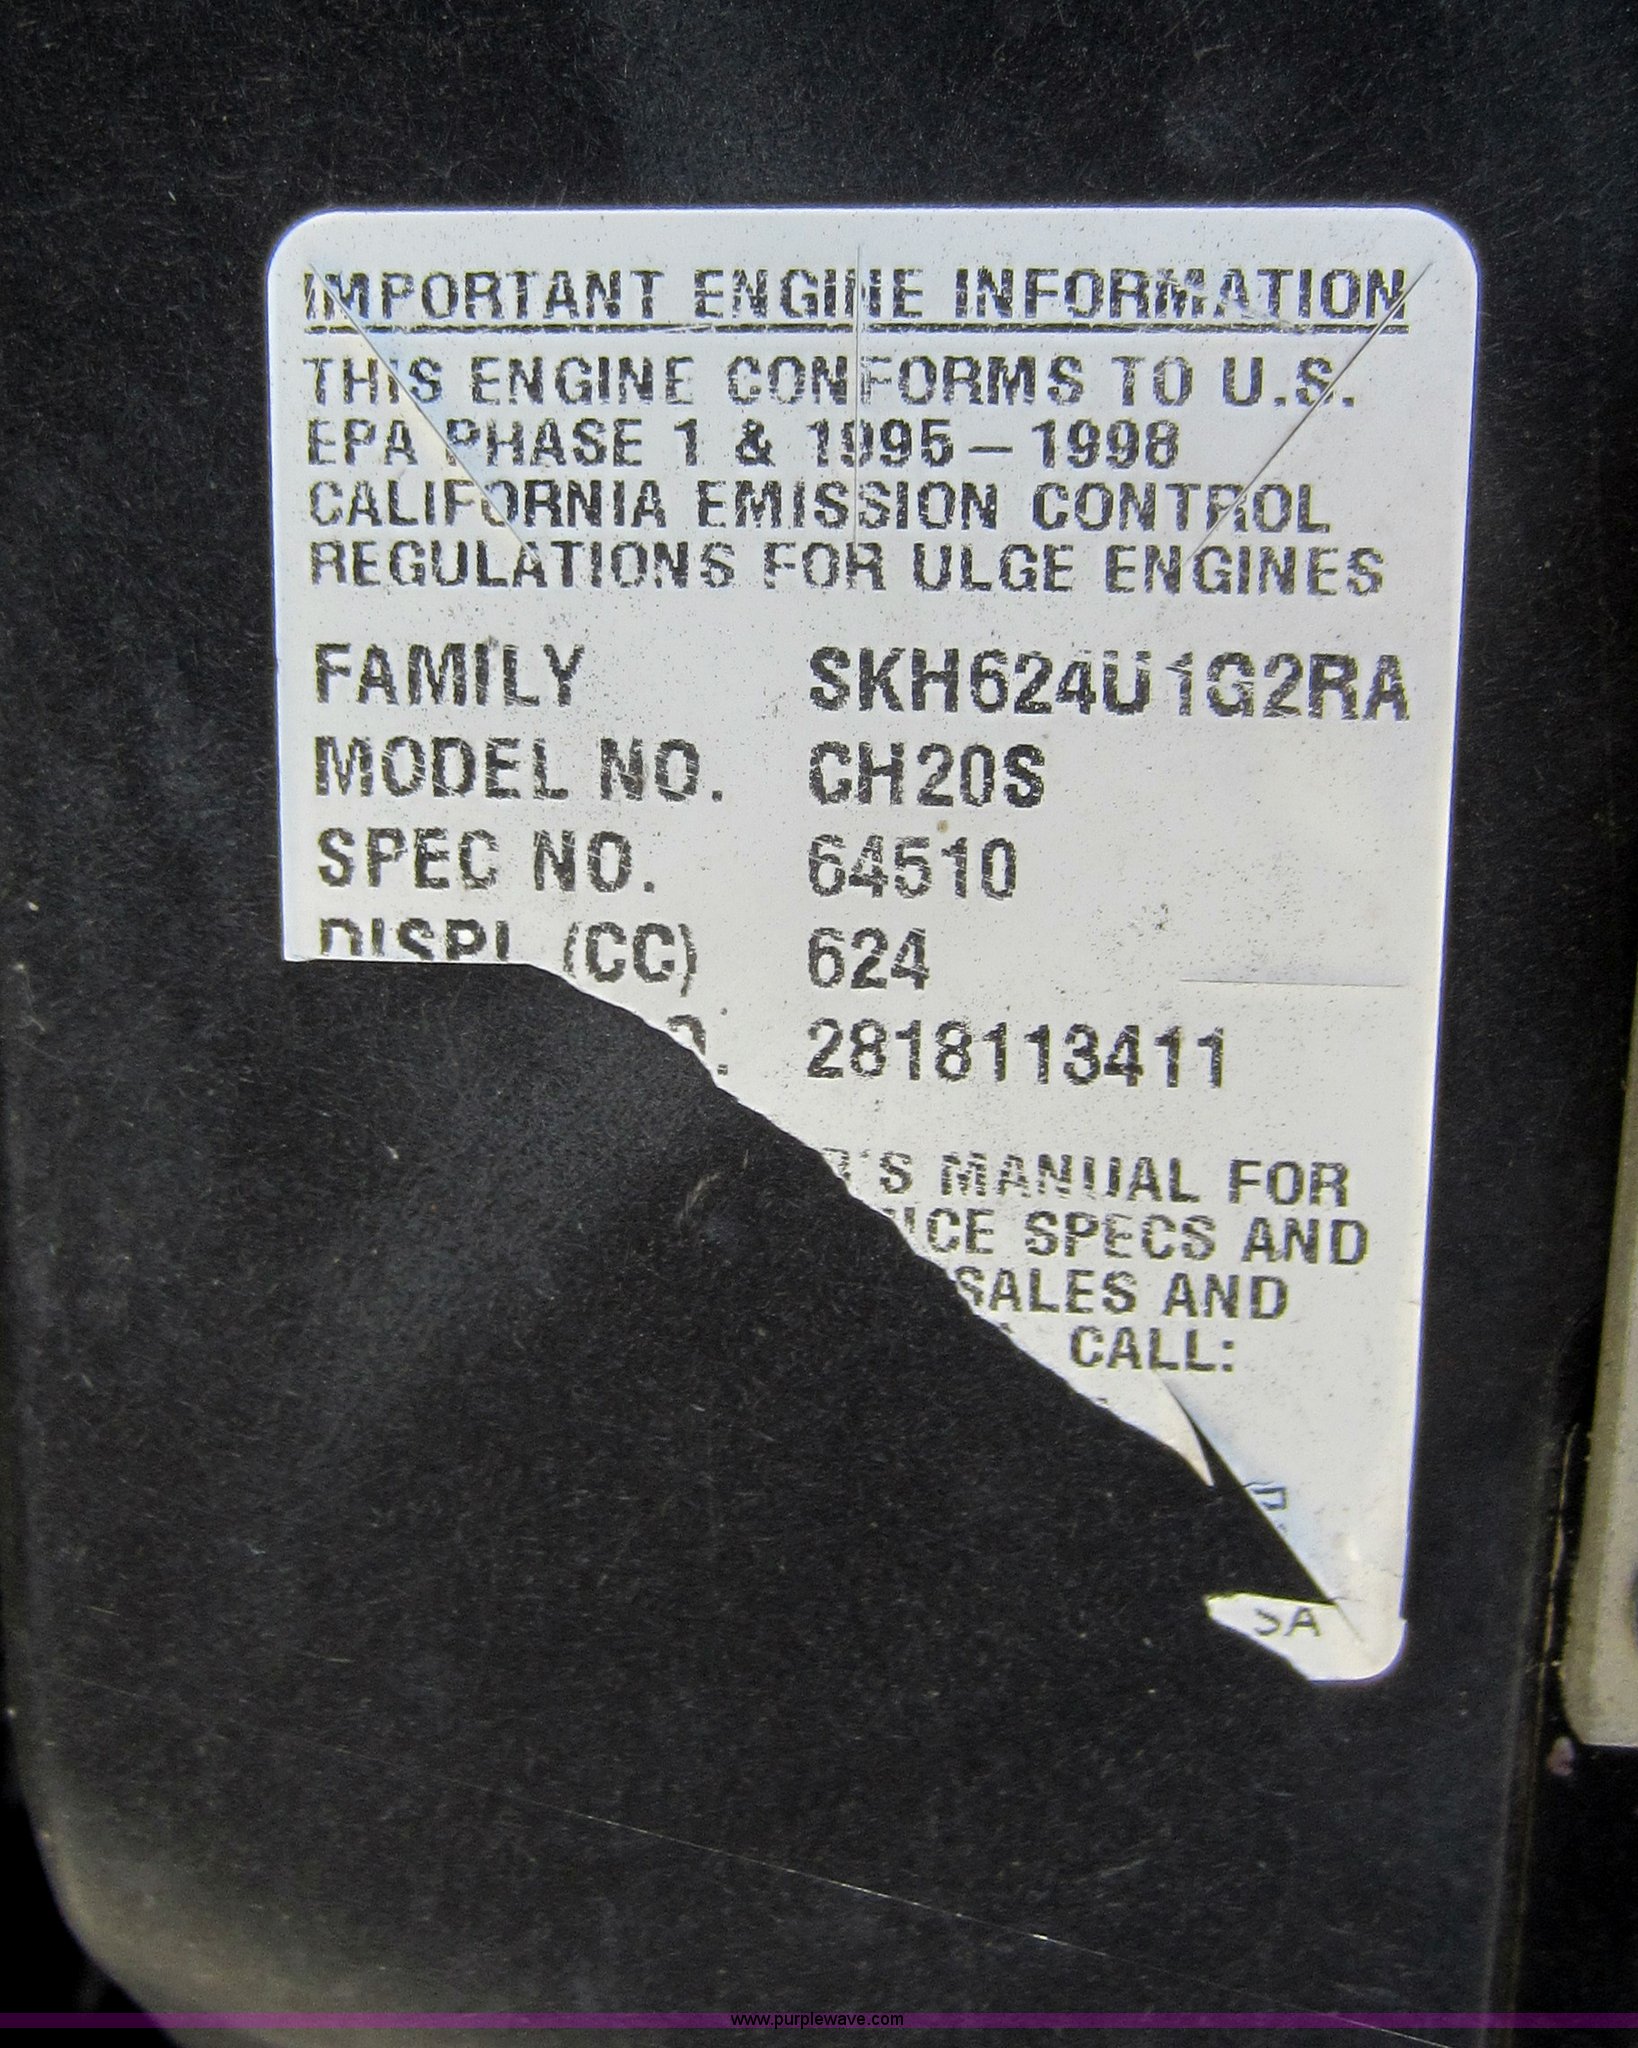 IMPORTANT ENGINE INFORMATION
THIS ENGINE CONFORMS TO U.S.
EPA PHASE 1 & 1995–1998
CALIFORNIA EMISSION CONTROL
REGULATIONS FOR ULGE ENGINES
FAMILY SKH624U1G2RA
MODEL NO. CH20S
SPEC NO. 64510
DISPL (CC) 624
2818113411
'S MANUAL FOR
SPECS AND
SALES AND
CALL:
SA
www.purplewave.com